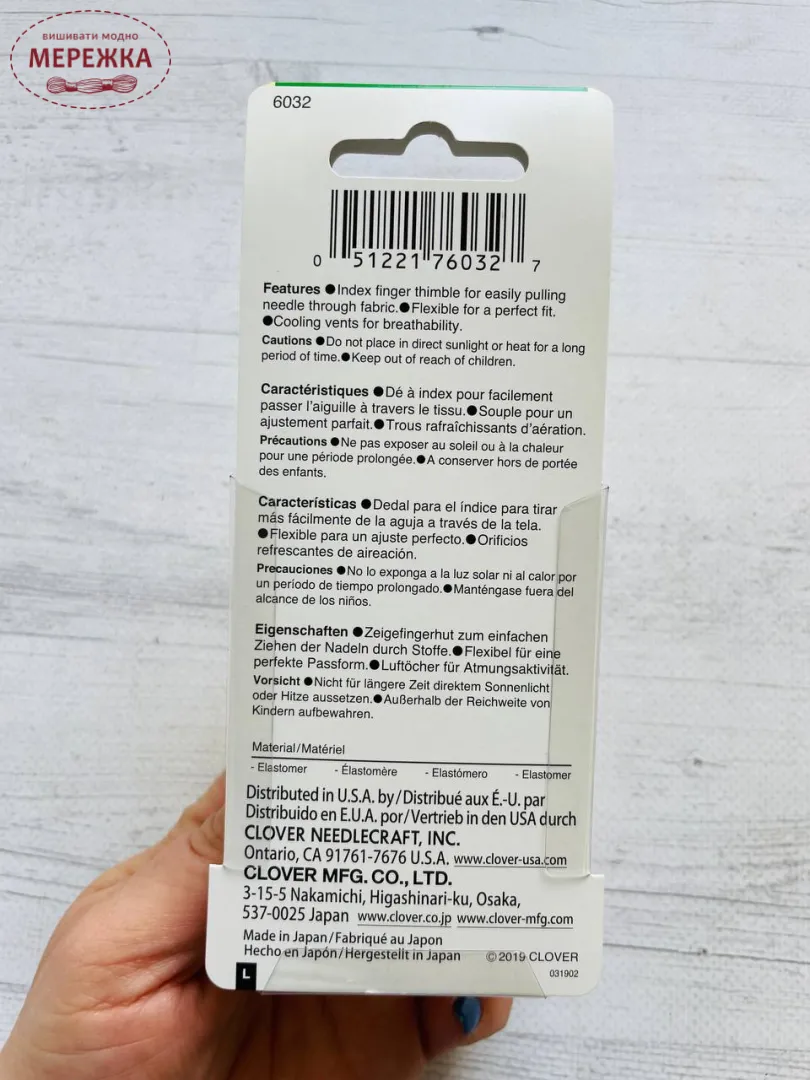 вишивати модно
МЕРЕЖКА
6032
0 51221 76032 7
Features ●Index finger thimble for easily pulling
needle through fabric.●Flexible for a perfect fit.
●Cooling vents for breathability.
Cautions ●Do not place in direct sunlight or heat for a long
period of time.●Keep out of reach of children.
Caractéristiques ●Dé à index pour facilement
passer l'aiguille à travers le tissu.●Souple pour un
ajustement parfait.●Trous rafraîchissants d'aération.
Précautions ●Ne pas exposer au soleil ou à la chaleur
pour une période prolongée.●A conserver hors de portée
des enfants.
Características ●Dedal para el índice para tirar
más fácilmente de la aguja a través de la tela.
●Flexible para un ajuste perfecto.●Orificios
refrescantes de aireación.
Precauciones ●No lo exponga a la luz solar ni al calor por
un período de tiempo prolongado.●Manténgase fuera del
alcance de los niños.
Eigenschaften ●Zeigefingerhut zum einfachen
Ziehen der Nadeln durch Stoffe.●Flexibel für eine
perfekte Passform.●Luftöcher für Atmungsaktivität.
Vorsicht ●Nicht für längere Zeit direktem Sonnenlicht
oder Hitze aussetzen.●Außerhalb der Reichweite von
Kindern aufbewahren.
Material/Matériel
- Elastomer - Élastomère - Elastómero - Elastomer
Distributed in U.S.A. by/Distribué aux É.-U. par
Distribuido en E.U.A. por/Vertrieb in den USA durch
CLOVER NEEDLECRAFT, INC.
Ontario, CA 91761-7676 U.S.A. www.clover-usa.com
CLOVER MFG. CO., LTD.
3-15-5 Nakamichi, Higashinari-ku, Osaka,
537-0025 Japan www.clover.co.jp www.clover-mfg.com
Made in Japan/Fabriqué au Japon
Hecho en Japón/Hergestellt in Japan ©2019 CLOVER
L 031902